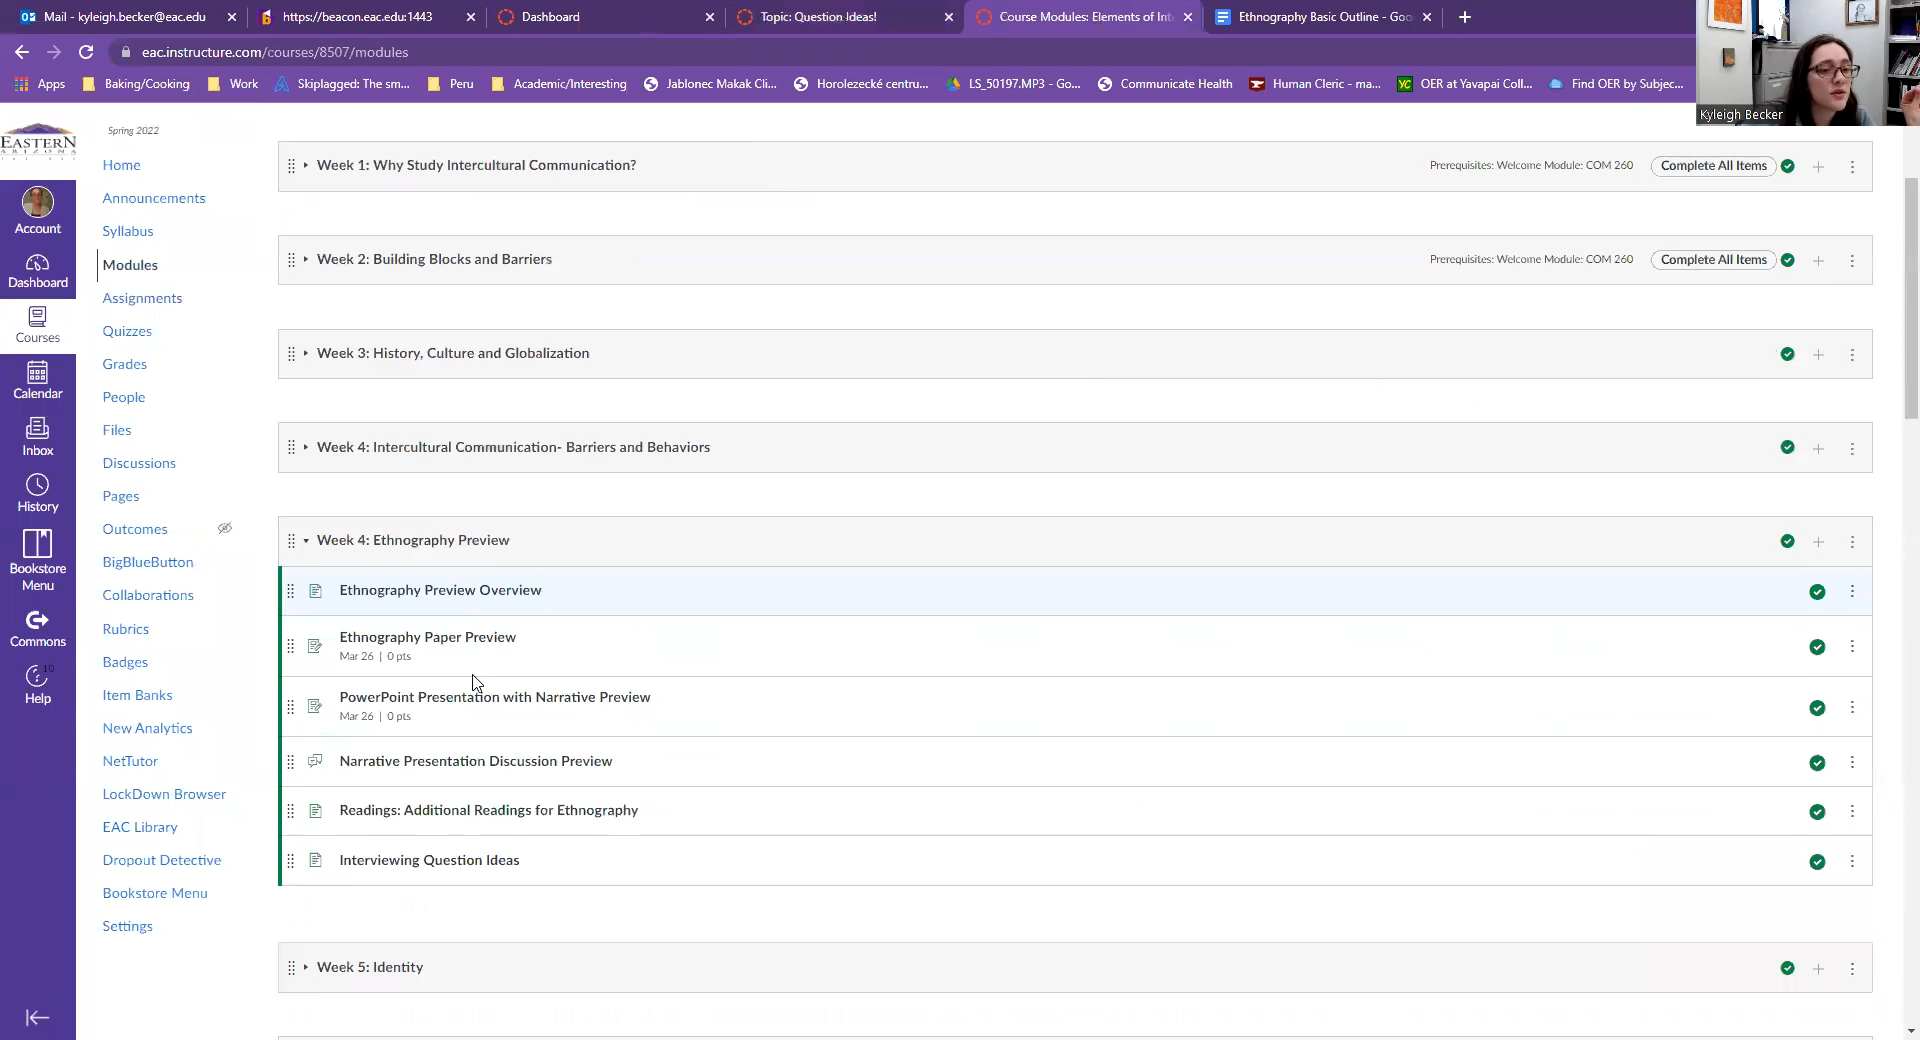 Mail - kyleigh.becker@eac.edu
https://beacon.eac.edu:1443
Dashboard
Topic: Question Ideas!
Course Modules: Elements of Int
Ethnography Basic Outline - Goo
eac.instructure.com/courses/8507/modules
Apps
Baking/Cooking
Work
Skiplagged: The sm...
Peru
Academic/Interesting
Jablonec Makak Cli...
Horolezecké centru...
LS_50197.MP3 - Go...
Communicate Health
Human Cleric - ma...
YC
OER at Yavapai Coll...
Find OER by Subjec...
Kyleigh Becker
EASTERN
ARIZONA
Account
Dashboard
Courses
Calendar
Inbox
History
Bookstore
Menu
Commons
10
Help
Spring 2022
Home
Announcements
Syllabus
Modules
Assignments
Quizzes
Grades
People
Files
Discussions
Pages
Outcomes
BigBlueButton
Collaborations
Rubrics
Badges
Item Banks
New Analytics
NetTutor
LockDown Browser
EAC Library
Dropout Detective
Bookstore Menu
Settings
Week 1: Why Study Intercultural Communication?
Prerequisites: Welcome Module: COM 260
Complete All Items
Week 2: Building Blocks and Barriers
Prerequisites: Welcome Module: COM 260
Complete All Items
Week 3: History, Culture and Globalization
Week 4: Intercultural Communication- Barriers and Behaviors
Week 4: Ethnography Preview
Ethnography Preview Overview
Ethnography Paper Preview
Mar 26 | 0 pts
PowerPoint Presentation with Narrative Preview
Mar 26 | 0 pts
Narrative Presentation Discussion Preview
Readings: Additional Readings for Ethnography
Interviewing Question Ideas
Week 5: Identity